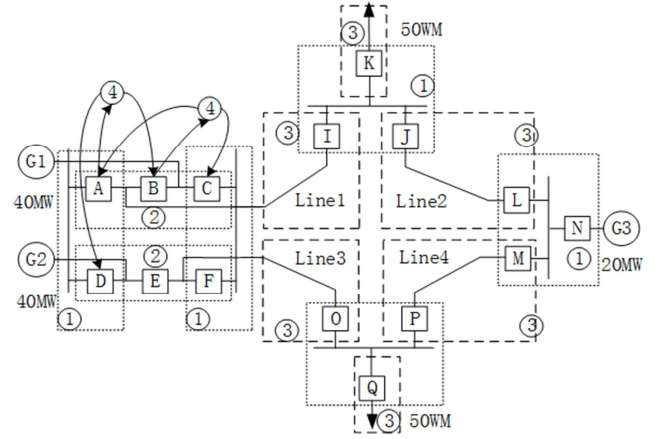 ③ 50WM
K
①
④ ④
③ I J ③
G1
A B C
40MW
②
Line1 Line2
L
N G3
G2
② Line3 Line4
M
① 20MW
D E F
40MW
① ①
③ O P ③
Q
③ 50WM